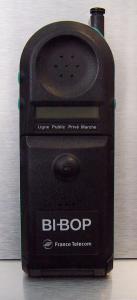 Ligne Public Privé Marche
BI-BOP
France Telecom